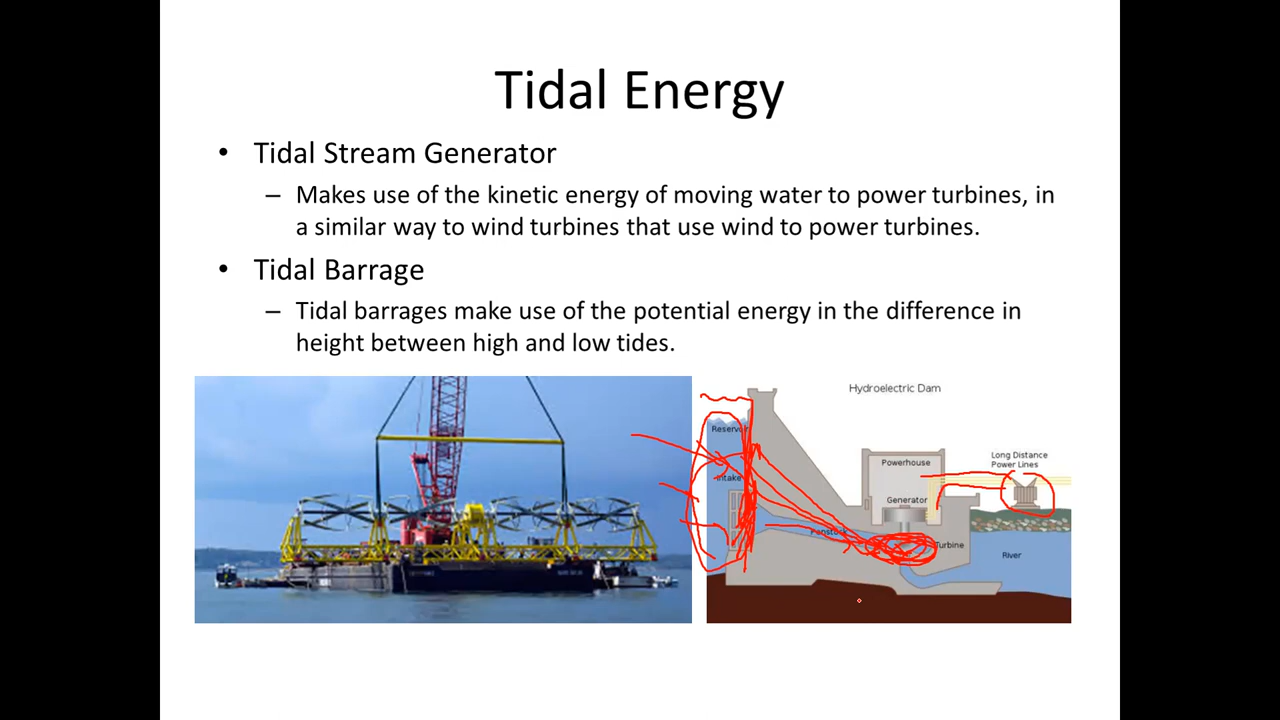 Tidal Energy
• Tidal Stream Generator
– Makes use of the kinetic energy of moving water to power turbines, in
a similar way to wind turbines that use wind to power turbines.
• Tidal Barrage
– Tidal barrages make use of the potential energy in the difference in
height between high and low tides.
Hydroelectric Dam
Reservoir
Long Distance
Power Lines
Powerhouse
Intake
Generator
Penstock
Turbine
River